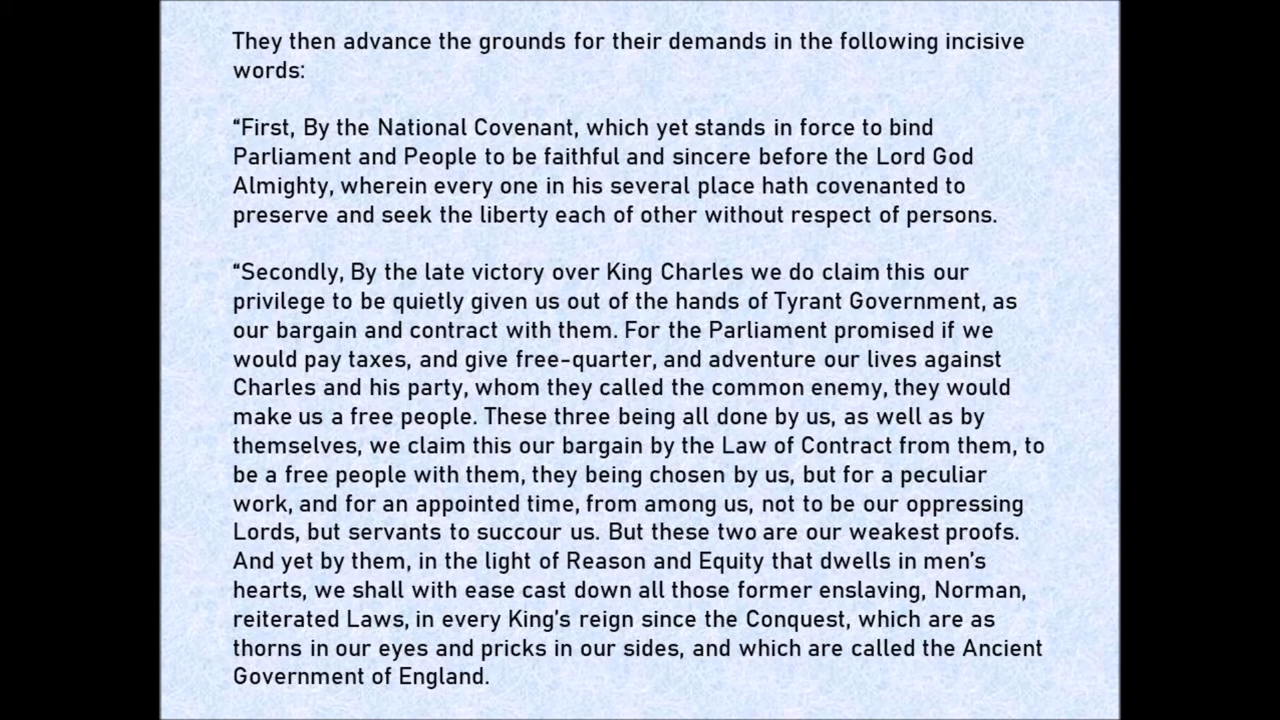 They then advance the grounds for their demands in the following incisive
words:
“First, By the National Covenant, which yet stands in force to bind
Parliament and People to be faithful and sincere before the Lord God
Almighty, wherein every one in his several place hath covenanted to
preserve and seek the liberty each of other without respect of persons.
“Secondly, By the late victory over King Charles we do claim this our
privilege to be quietly given us out of the hands of Tyrant Government, as
our bargain and contract with them. For the Parliament promised if we
would pay taxes, and give free-quarter, and adventure our lives against
Charles and his party, whom they called the common enemy, they would
make us a free people. These three being all done by us, as well as by
themselves, we claim this our bargain by the Law of Contract from them, to
be a free people with them, they being chosen by us, but for a peculiar
work, and for an appointed time, from among us, not to be our oppressing
Lords, but servants to succour us. But these two are our weakest proofs.
And yet by them, in the light of Reason and Equity that dwells in men’s
hearts, we shall with ease cast down all those former enslaving, Norman,
reiterated Laws, in every King’s reign since the Conquest, which are as
thorns in our eyes and pricks in our sides, and which are called the Ancient
Government of England.